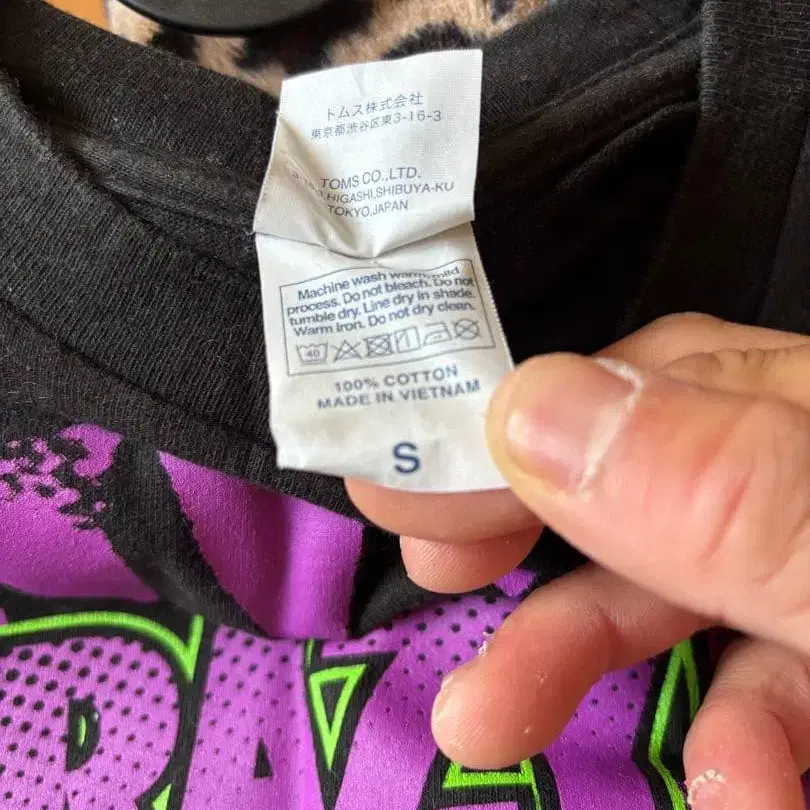 トムス株式会社
東京都渋谷区東3-16-3
TOMS CO.,LTD.
HIGASHI,SHIBUYA-KU
TOKYO,JAPAN
Machine wash warm, mild
process. Do not bleach. Do not
tumble dry. Line dry in shade.
Warm iron. Do not dry clean.
40
100% COTTON
MADE IN VIETNAM
S